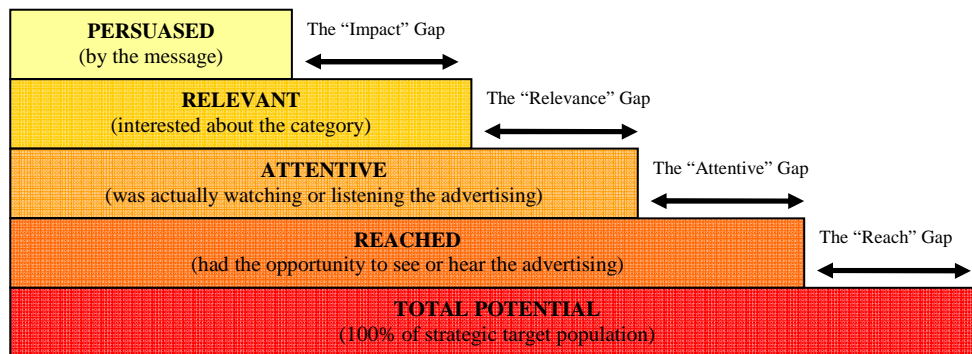 PERSUASED
(by the message)
The “Impact” Gap
RELEVANT
(interested about the category)
The “Relevance” Gap
ATTENTIVE
(was actually watching or listening the advertising)
The “Attentive” Gap
REACHED
(had the opportunity to see or hear the advertising)
The “Reach” Gap
TOTAL POTENTIAL
(100% of strategic target population)